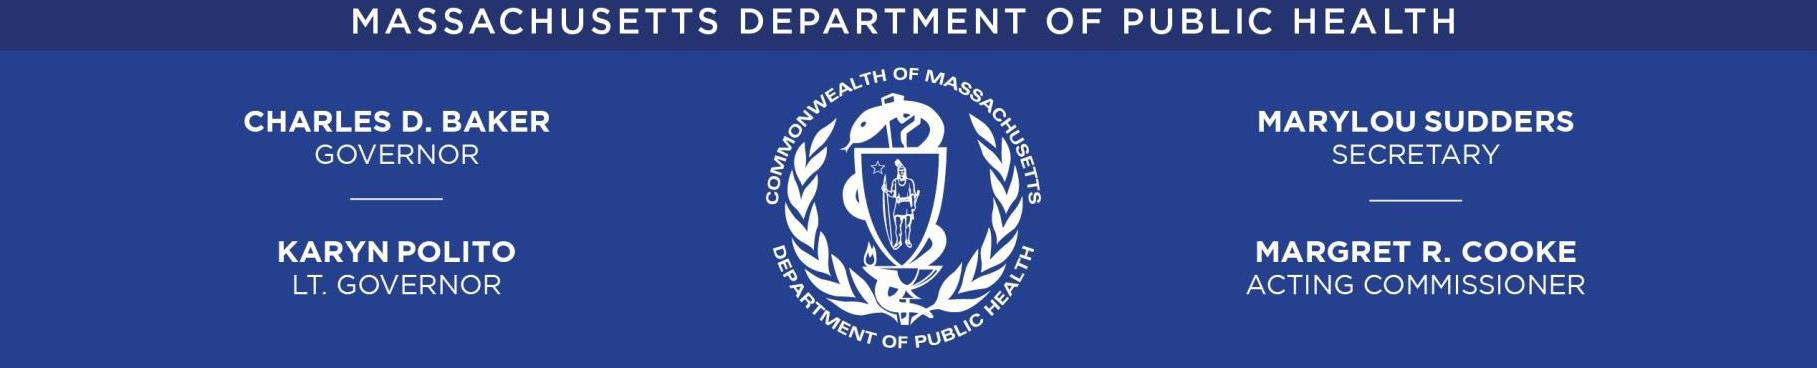 MASSACHUSETTS DEPARTMENT OF PUBLIC HEALTH
CHARLES D. BAKER
GOVERNOR
KARYN POLITO
LT. GOVERNOR
COMMONWEALTH OF MASSACHUSETTS
DEPARTMENT OF PUBLIC HEALTH
MARYLOU SUDDERS
SECRETARY
MARGRET R. COOKE
ACTING COMMISSIONER